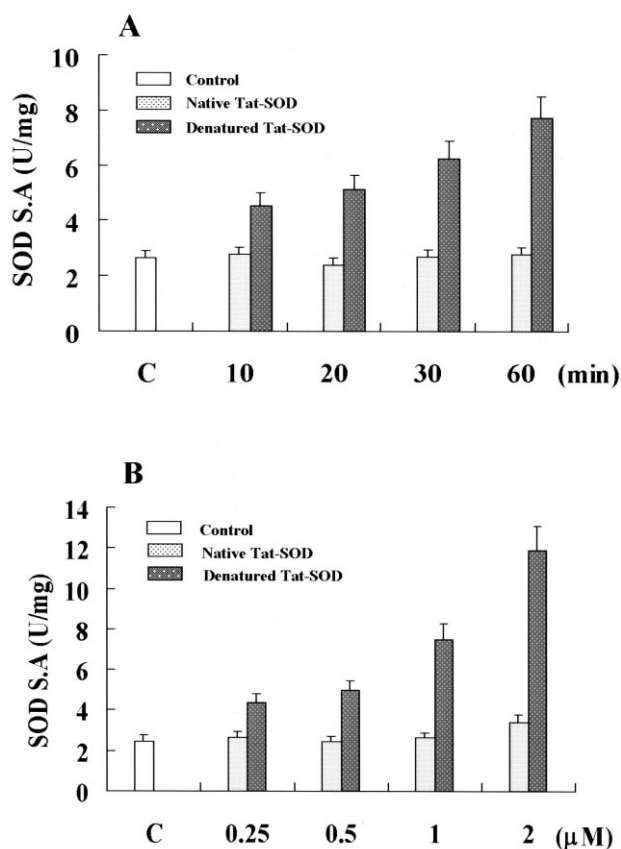 A
SOD S.A (U/mg)
10
8
6
4
2
0
Control
Native Tat-SOD
Denatured Tat-SOD
C 10 20 30 60 (min)
B
SOD S.A (U/mg)
14
12
10
8
6
4
2
0
Control
Native Tat-SOD
Denatured Tat-SOD
C 0.25 0.5 1 2 (μM)